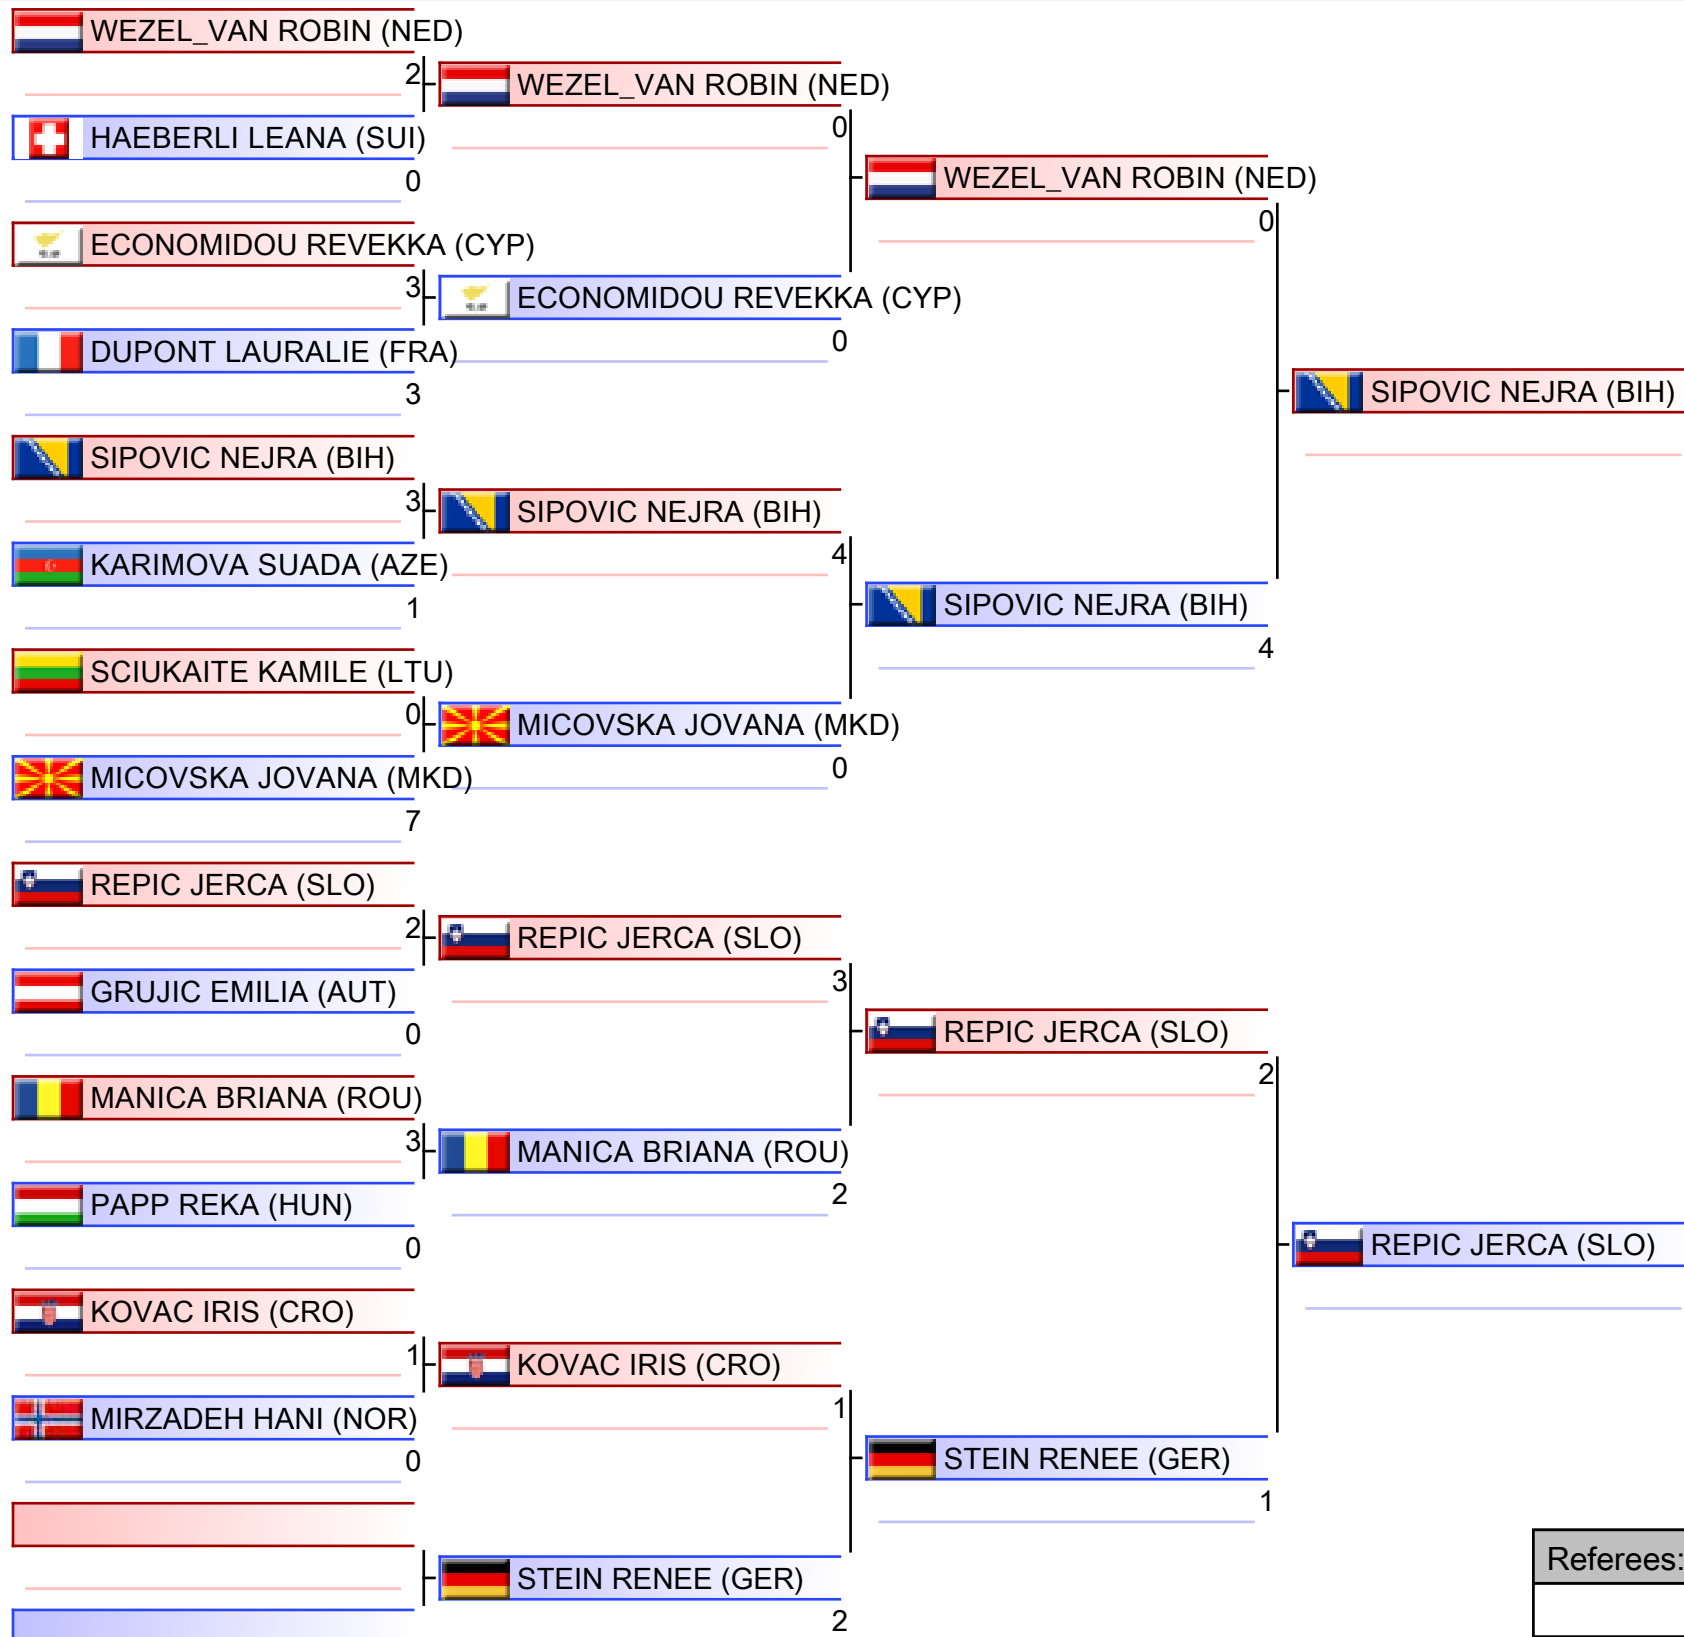 WEZEL_VAN ROBIN (NED)
2
HAEBERLI LEANA (SUI)
0
ECONOMIDOU REVEKKA (CYP)
3
DUPONT LAURALIE (FRA)
3
SIPOVIC NEJRA (BIH)
3
KARIMOVA SUADA (AZE)
1
SCIUKAITE KAMILE (LTU)
0
MICOVSKA JOVANA (MKD)
7
REPIC JERCA (SLO)
2
GRUJIC EMILIA (AUT)
0
MANICA BRIANA (ROU)
3
PAPP REKA (HUN)
0
KOVAC IRIS (CRO)
1
MIRZADEH HANI (NOR)
0
WEZEL_VAN ROBIN (NED)
0
ECONOMIDOU REVEKKA (CYP)
0
SIPOVIC NEJRA (BIH)
4
MICOVSKA JOVANA (MKD)
0
REPIC JERCA (SLO)
3
MANICA BRIANA (ROU)
2
KOVAC IRIS (CRO)
1
STEIN RENEE (GER)
2
WEZEL_VAN ROBIN (NED)
0
SIPOVIC NEJRA (BIH)
4
REPIC JERCA (SLO)
2
STEIN RENEE (GER)
1
SIPOVIC NEJRA (BIH)
REPIC JERCA (SLO)
Referees: